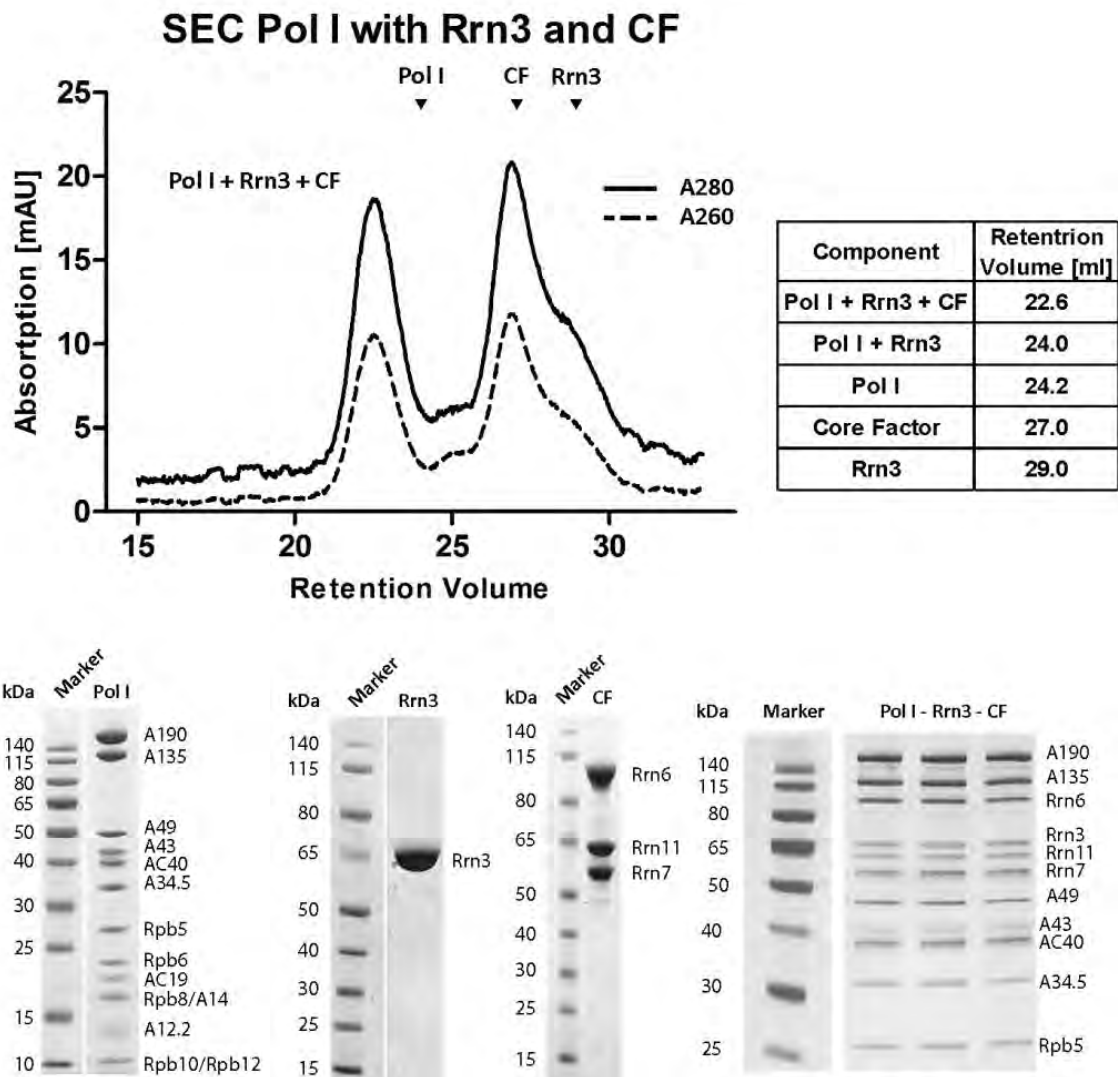 SEC Pol I with Rrn3 and CF
Pol I CF Rrn3
25
20
15
10
5
0
Absortption [mAU]
Pol I + Rrn3 + CF
A280
A260
15 20 25 30
Retention Volume
Component Retentrion Volume [ml]
Pol I + Rrn3 + CF 22.6
Pol I + Rrn3 24.0
Pol I 24.2
Core Factor 27.0
Rrn3 29.0
kDa Marker Pol I
140
115
80
65
50
40
30
25
15
10
A190
A135
A49
A43
AC40
A34.5
Rpb5
Rpb6
AC19
Rpb8/A14
A12.2
Rpb10/Rpb12
kDa Marker Rrn3
140
115
80
65
50
40
30
25
15
Rrn3
kDa Marker CF
140
115
80
65
50
40
30
25
15
Rrn6
Rrn11
Rrn7
kDa Marker Pol I - Rrn3 - CF
140
115
80
65
50
40
30
25
A190
A135
Rrn6
Rrn3
Rrn11
Rrn7
A49
A43
AC40
A34.5
Rpb5